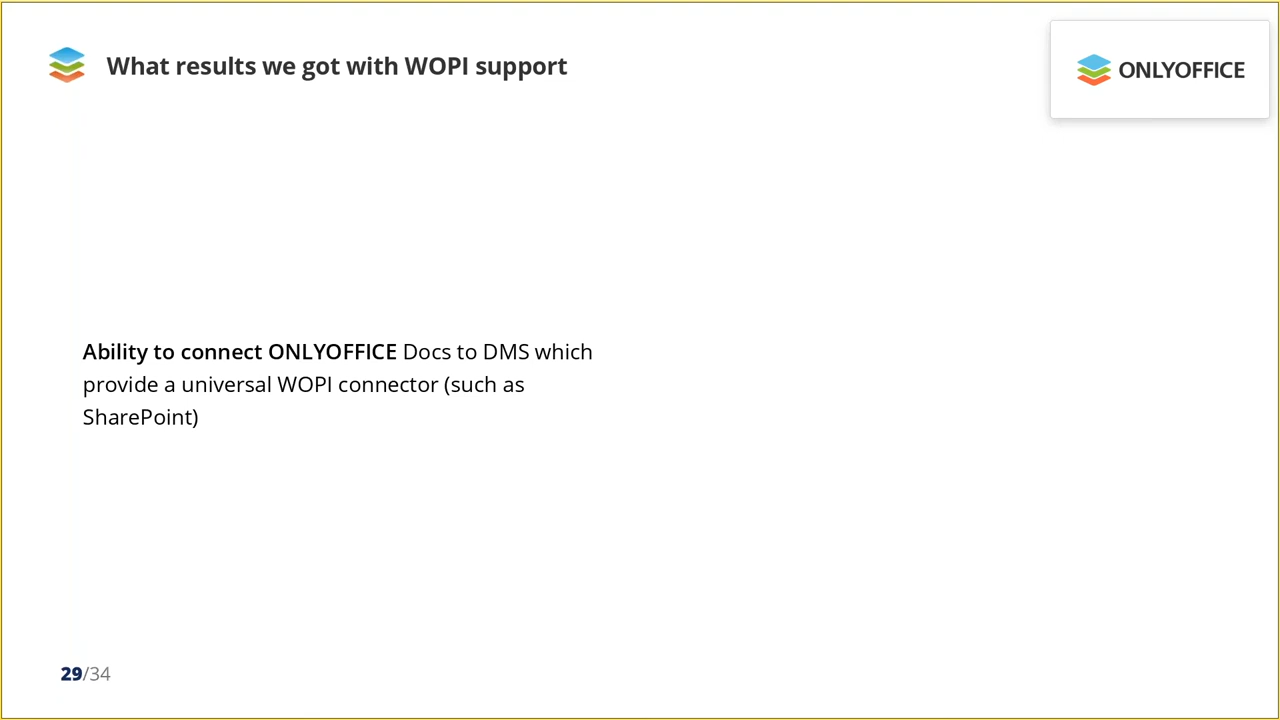 What results we got with WOPI support
ONLYOFFICE
Ability to connect ONLYOFFICE Docs to DMS which
provide a universal WOPI connector (such as
SharePoint)
29/34